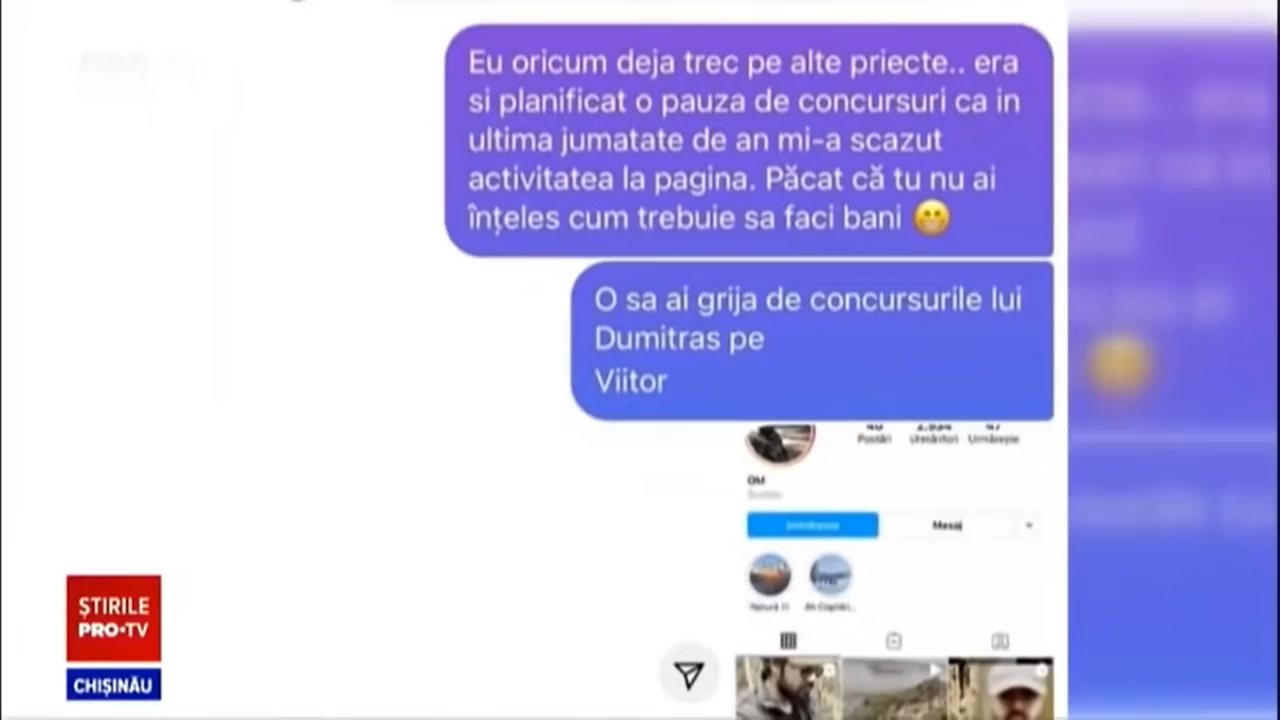 Eu oricum deja trec pe alte priecte.. era
si planificat o pauza de concursuri ca in
ultima jumatate de an mi-a scazut
activitatea la pagina. Păcat că tu nu ai
înțeles cum trebuie sa faci bani 😁
O sa ai grija de concursurile lui
Dumitras pe
Viitor
Postări Urmăritori Urmărește
OM
Mesaj
ȘTIRILE
PRO•TV
CHIȘINĂU